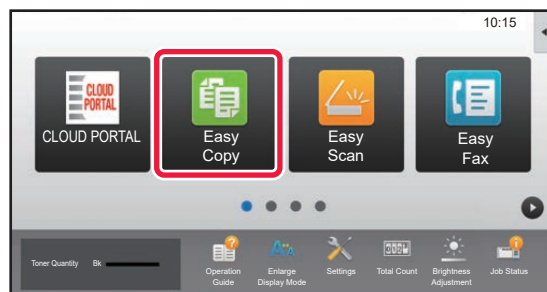 10:15
CLOUD
PORTAL
CLOUD PORTAL
Easy
Copy
Easy
Scan
Easy
Fax
Toner Quantity Bk
Operation
Guide
Enlarge
Display Mode
Settings
Total Count
Brightness
Adjustment
Job Status